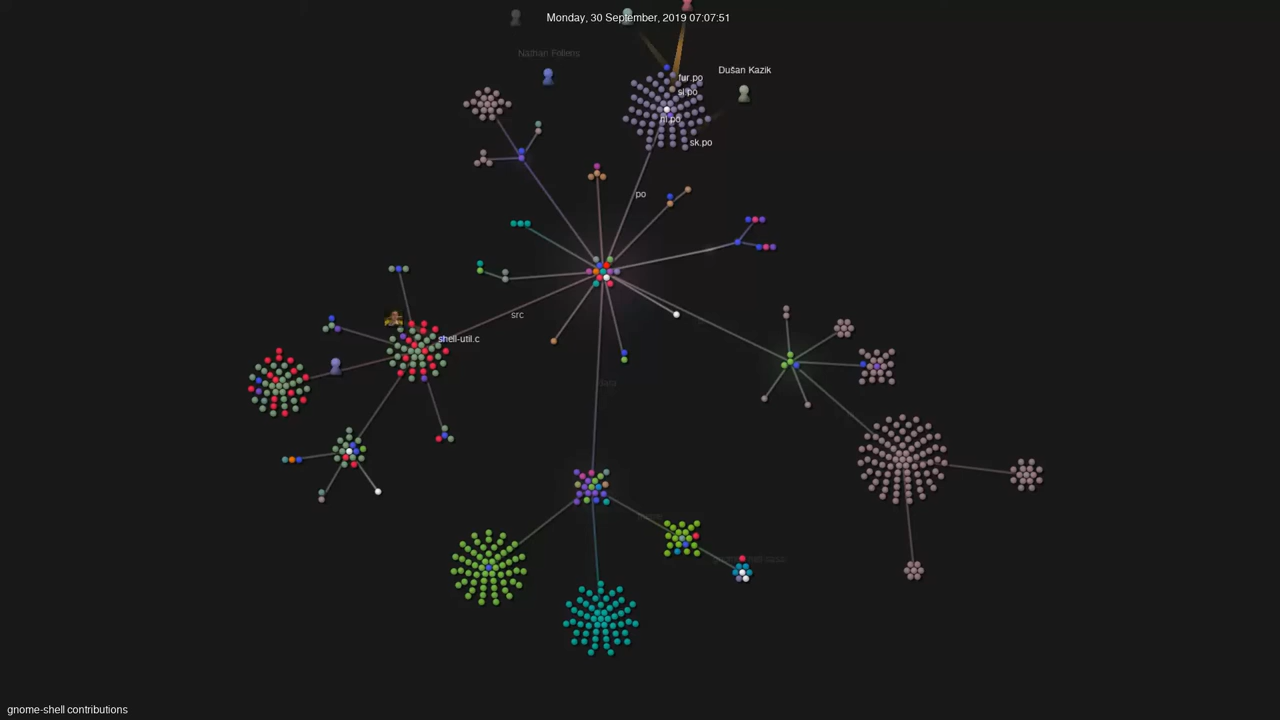 Monday, 30 September, 2019 07:07:51
Nathan Follens
Dušan Kazik
fur.po
sl.po
nl.po
sk.po
po
src
shell-util.c
data
gnome-shell contributions